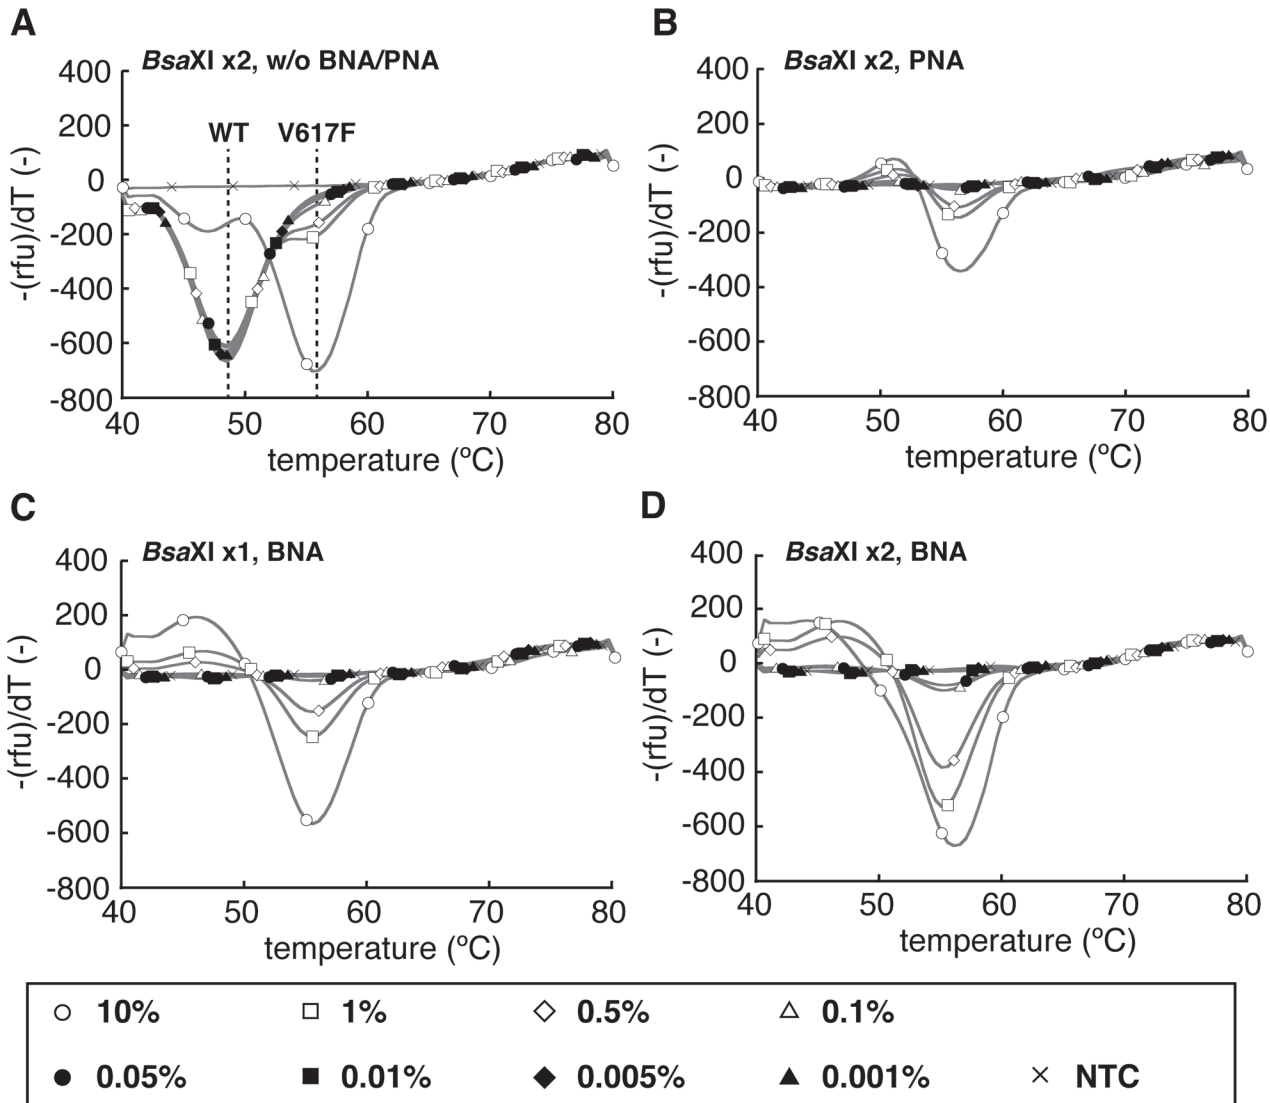 A
BsaXI x2, w/o BNA/PNA
400
200
0
-200
-400
-600
-800
-(rfu)/dT (-)
WT V617F
40 50 60 70 80
temperature (ºC)
B
BsaXI x2, PNA
400
200
0
-200
-400
-600
-800
-(rfu)/dT (-)
40 50 60 70 80
temperature (ºC)
C
BsaXI x1, BNA
400
200
0
-200
-400
-600
-800
-(rfu)/dT (-)
40 50 60 70 80
temperature (ºC)
D
BsaXI x2, BNA
400
200
0
-200
-400
-600
-800
-(rfu)/dT (-)
40 50 60 70 80
temperature (ºC)
10% 1% 0.5% 0.1%
0.05% 0.01% 0.005% 0.001% NTC